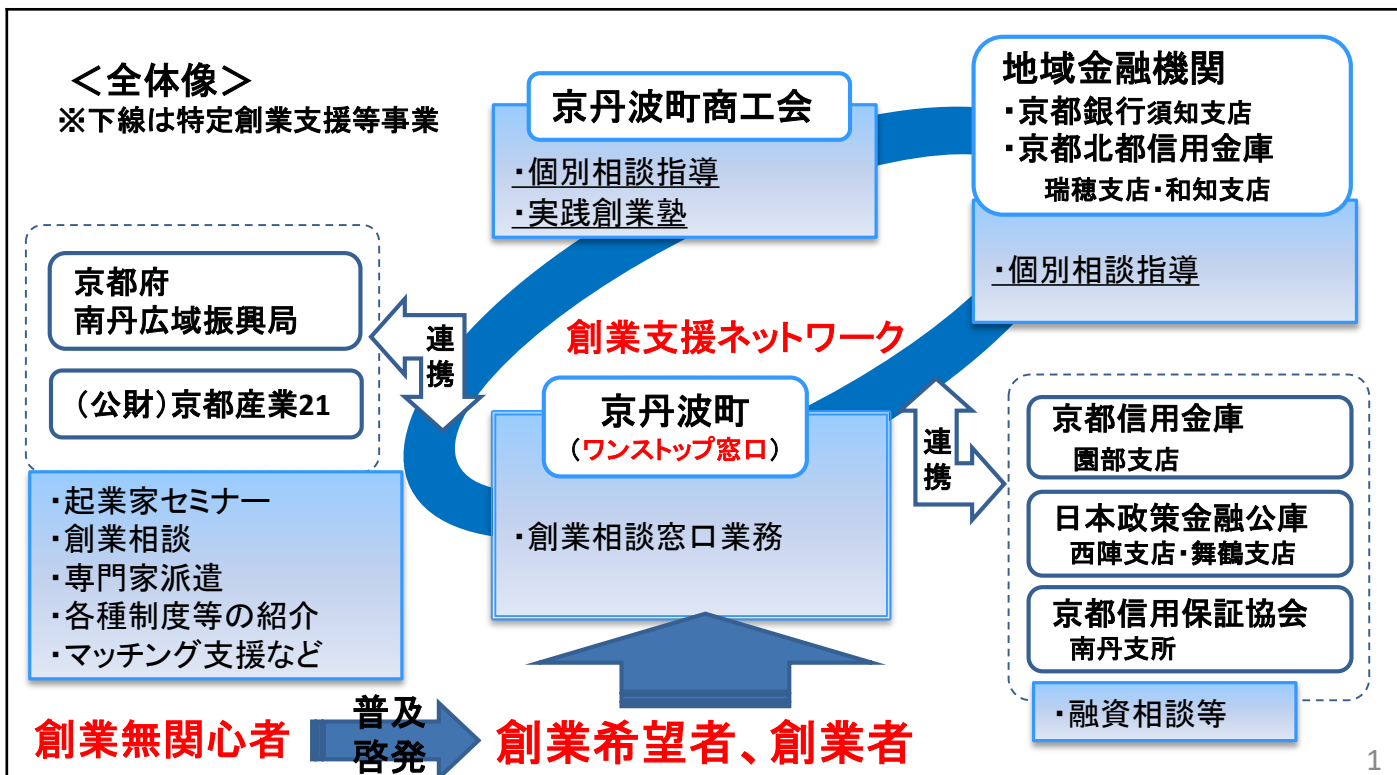 ＜全体像＞
※下線は特定創業支援等事業
京丹波町商工会
・個別相談指導
・実践創業塾
地域金融機関
・京都銀行須知支店
・京都北都信用金庫
瑞穂支店・和知支店
・個別相談指導
京都府
南丹広域振興局
（公財）京都産業21
連携
・起業家セミナー
・創業相談
・専門家派遣
・各種制度等の紹介
・マッチング支援など
創業支援ネットワーク
京丹波町
（ワンストップ窓口）
・創業相談窓口業務
連携
京都信用金庫
園部支店
日本政策金融公庫
西陣支店・舞鶴支店
京都信用保証協会
南丹支所
・融資相談等
創業無関心者
普及
啓発
創業希望者、創業者
1